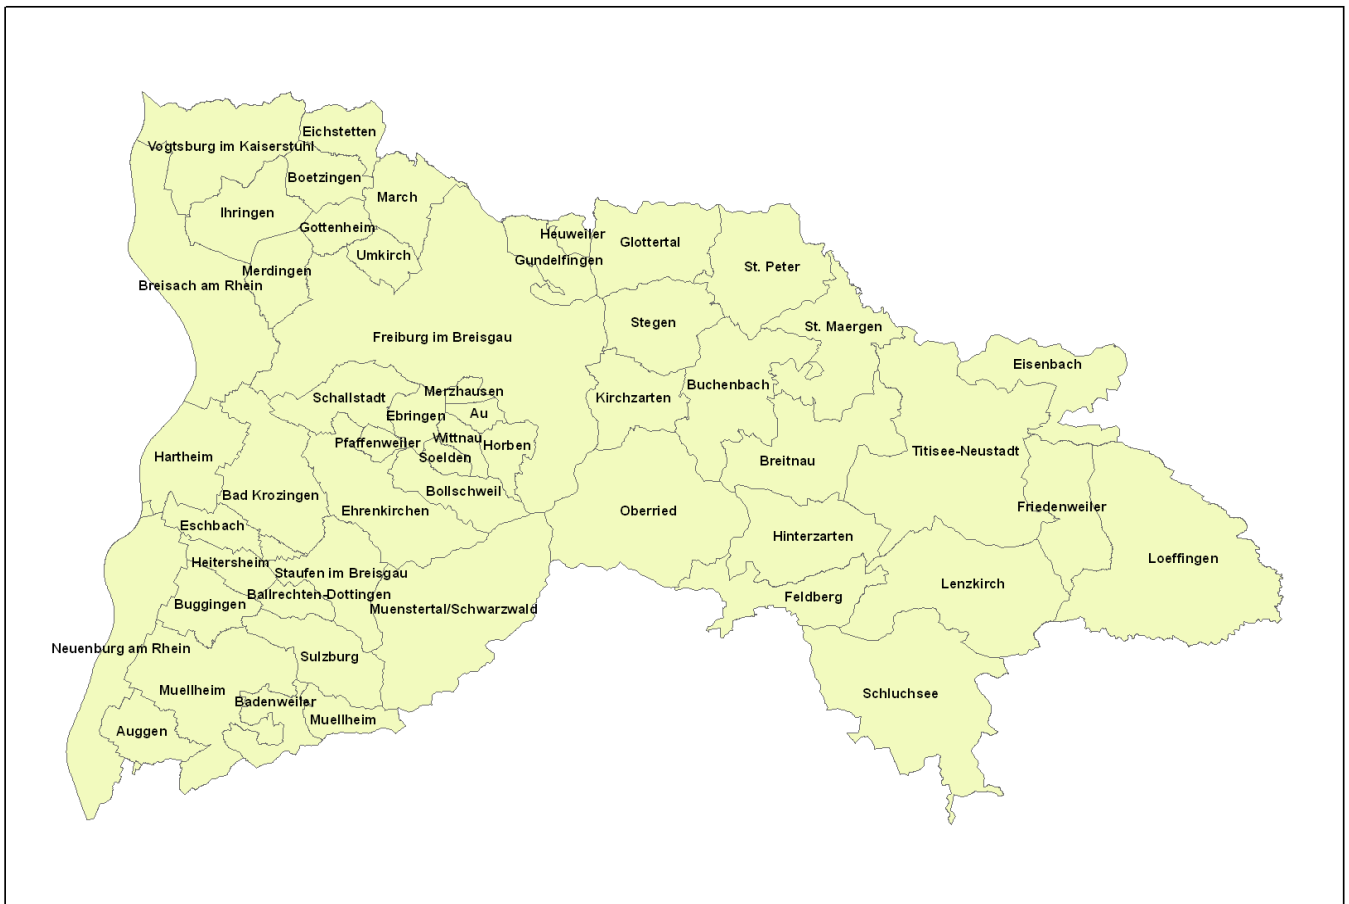 Eichstetten
Vogtsburg im Kaiserstuhl
Boetzingen
March
Ihringen
Gottenheim
Heuweiler
Glottertal
Umkirch
Gundelfingen
St. Peter
Merdingen
Breisach am Rhein
Stegen
St. Maergen
Freiburg im Breisgau
Eisenbach
Buchenbach
Merzhausen
Schallstadt
Kirchzarten
Au
Ebringen
Wittnau
Pfaffenweiler
Horben
Titisee-Neustadt
Hartheim
Soelden
Breitnau
Bollschweil
Bad Krozingen
Friedenweiler
Ehrenkirchen
Oberried
Eschbach
Hinterzarten
Loeffingen
Heitersheim
Staufen im Breisgau
Lenzkirch
Ballrechten-Dottingen
Feldberg
Buggingen
Muenstertal/Schwarzwald
Neuenburg am Rhein
Sulzburg
Muellheim
Schluchsee
Badenweiler
Muellheim
Auggen